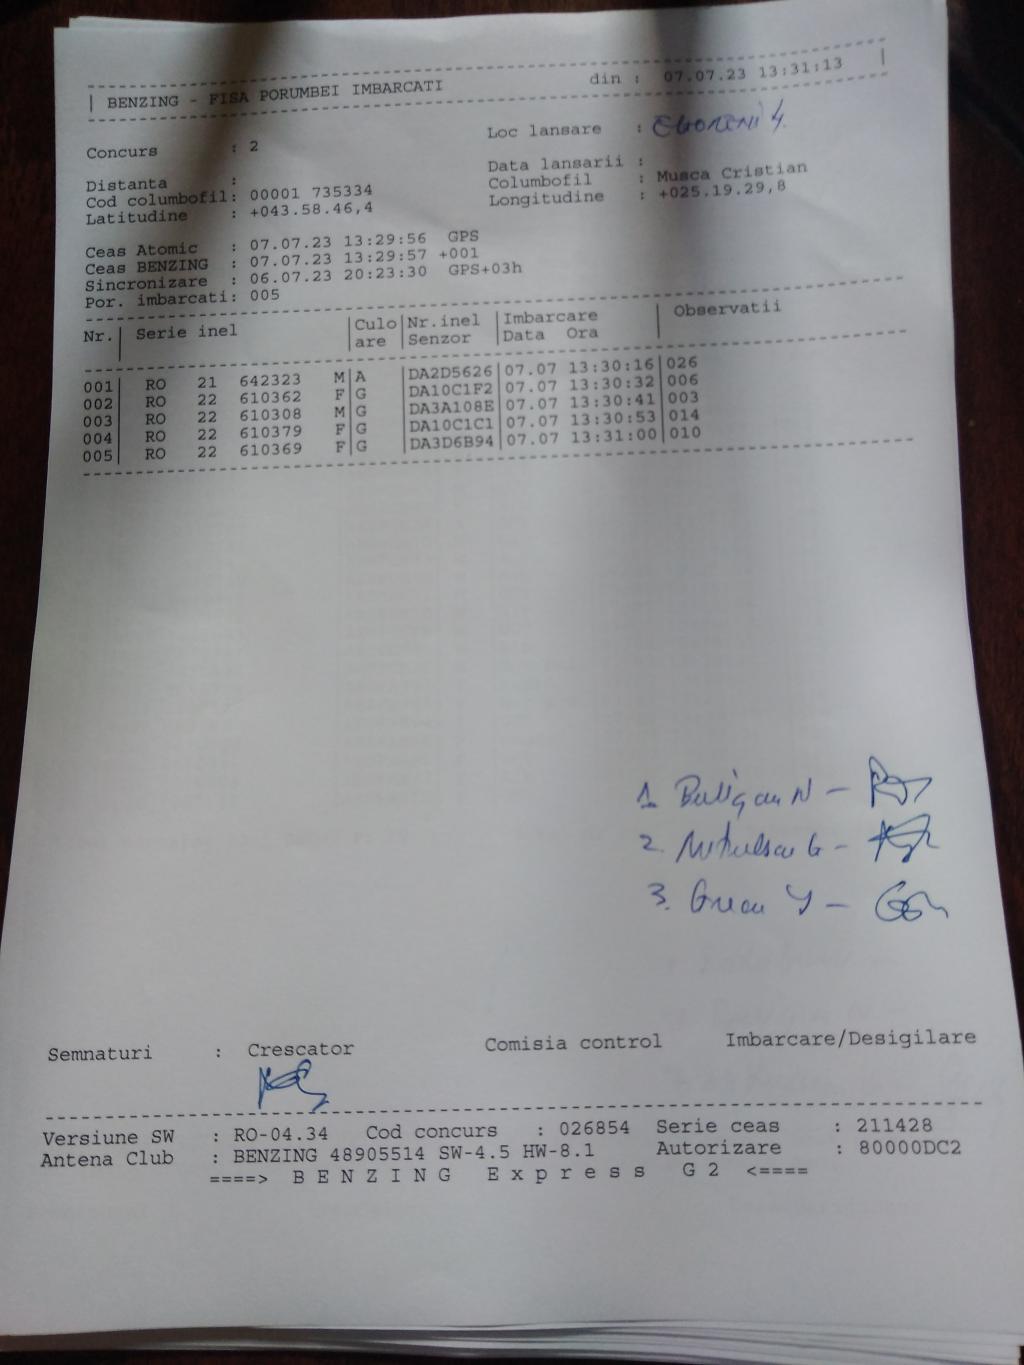 BENZING - FISA PORUMBEI IMBARCATI din : 07.07.23 13:31:13
Concurs : 2 Loc lansare :
Distanta : Data lansarii :
Cod columbofil: 00001 735334 Columbofil : Musca Cristian
Latitudine : +043.58.46,4 Longitudine : +025.19.29,8
Ceas Atomic : 07.07.23 13:29:56 GPS
Ceas BENZING : 07.07.23 13:29:57 +001
Sincronizare : 06.07.23 20:23:30 GPS+03h
Por. imbarcati: 005
Nr.| Serie inel |Culo|Nr.inel |Imbarcare | Observatii
| |are |Senzor |Data Ora |
001| RO 21 642323 M|A |DA2D5626|07.07 13:30:16|026
002| RO 22 610362 F|G |DA10C1F2|07.07 13:30:32|006
003| RO 22 610308 M|G |DA3A108E|07.07 13:30:41|003
004| RO 22 610379 F|G |DA10C1C1|07.07 13:30:53|014
005| RO 22 610369 F|G |DA3D6B94|07.07 13:31:00|010
1. N -
2. G -
3. -
Semnaturi : Crescator Comisia control Imbarcare/Desigilare
Versiune SW : RO-04.34 Cod concurs : 026854 Serie ceas : 211428
Antena Club : BENZING 48905514 SW-4.5 HW-8.1 Autorizare : 80000DC2
====> B E N Z I N G E x p r e s s G 2 <====